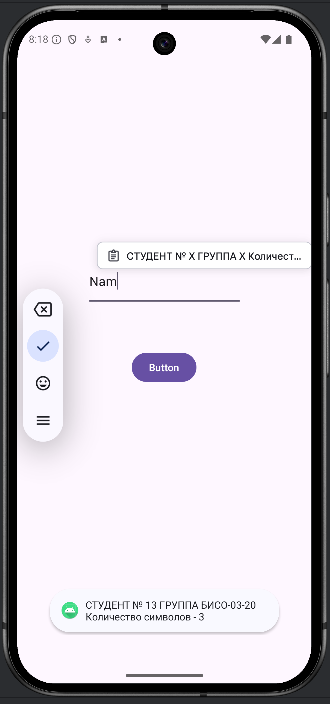 8:18
СТУДЕНТ № X ГРУППА X Количест...
Nam
Button
СТУДЕНТ № 13 ГРУППА БИСО-03-20
Количество символов - 3